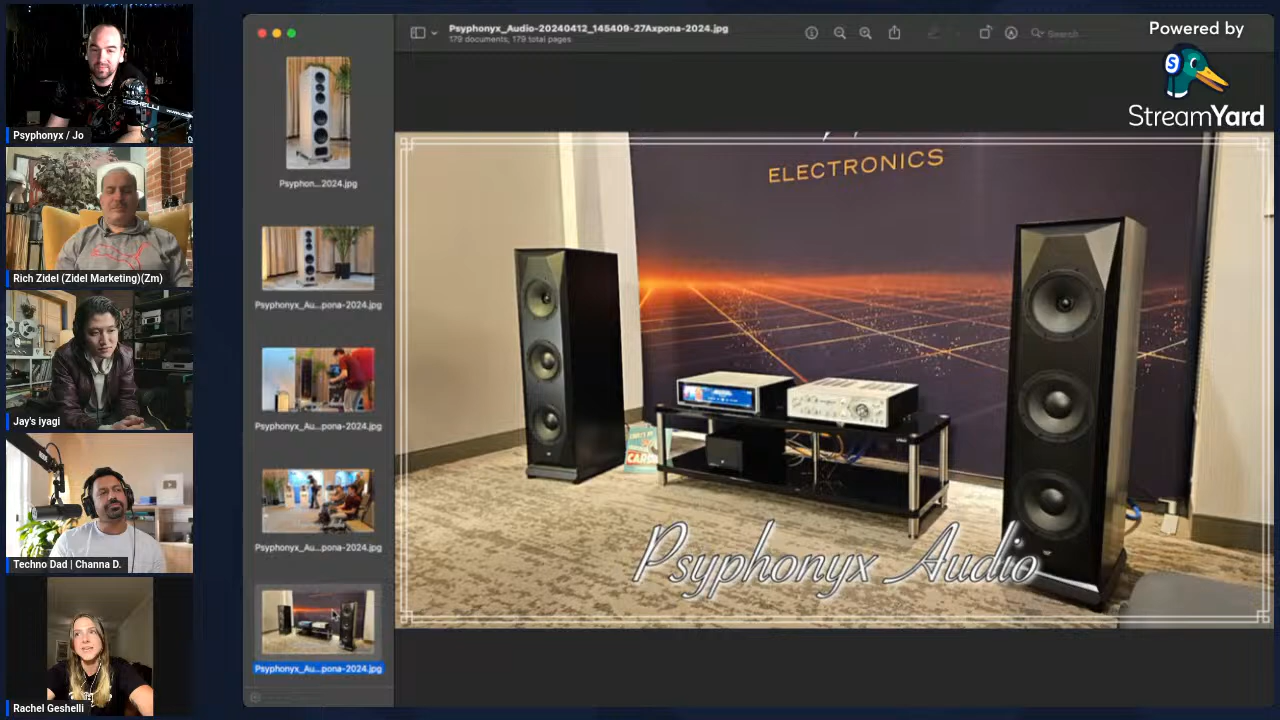 Psyphonyx / Jo
Rich Zidel (Zidel Marketing)(Zm)
Jay's iyagi
Techno Dad | Channa D.
Rachel Geshelli
GESHELLI
Psyphonyx_Audio-20240412_145409-27Axpona-2024.jpg
179 documents, 179 total pages
Search
Powered by
S
StreamYard
Psyphon...2024.jpg
Psyphonyx_Au...pona-2024.jpg
Psyphonyx_Au...pona-2024.jpg
Psyphonyx_Au...pona-2024.jpg
Psyphonyx_Au...pona-2024.jpg
ELECTRONICS
Psyphonyx Audio